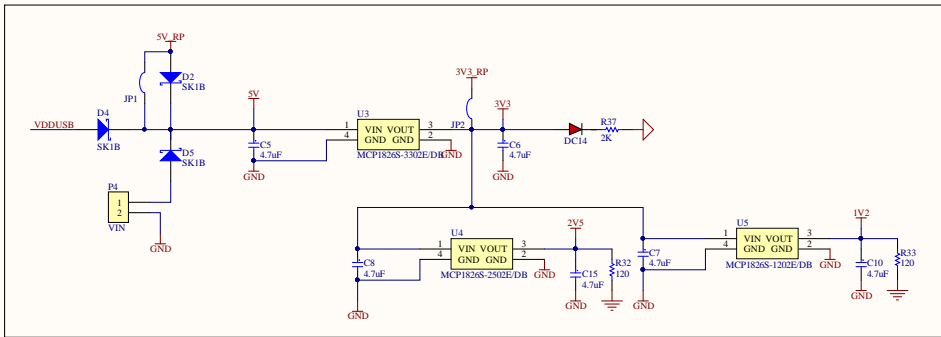 5V_RP
D2
SK1B
JP1
D4
VDDUSB
SK1B
D5
SK1B
P4
1
2
VIN
GND
5V
C5
4.7uF
GND
U3
1
4
VIN VOUT
GND GND
3
2
MCP1826S-3302E/DB
GND
3V3_RP
JP2
3V3
C6
4.7uF
GND
DC14
R37
2K
C8
4.7uF
GND
U4
1
4
VIN VOUT
GND GND
3
2
MCP1826S-2502E/DB
GND
2V5
C15
4.7uF
GND
R32
120
C7
4.7uF
GND
U5
1
4
VIN VOUT
GND GND
3
2
MCP1826S-1202E/DB
GND
1V2
C10
4.7uF
GND
R33
120